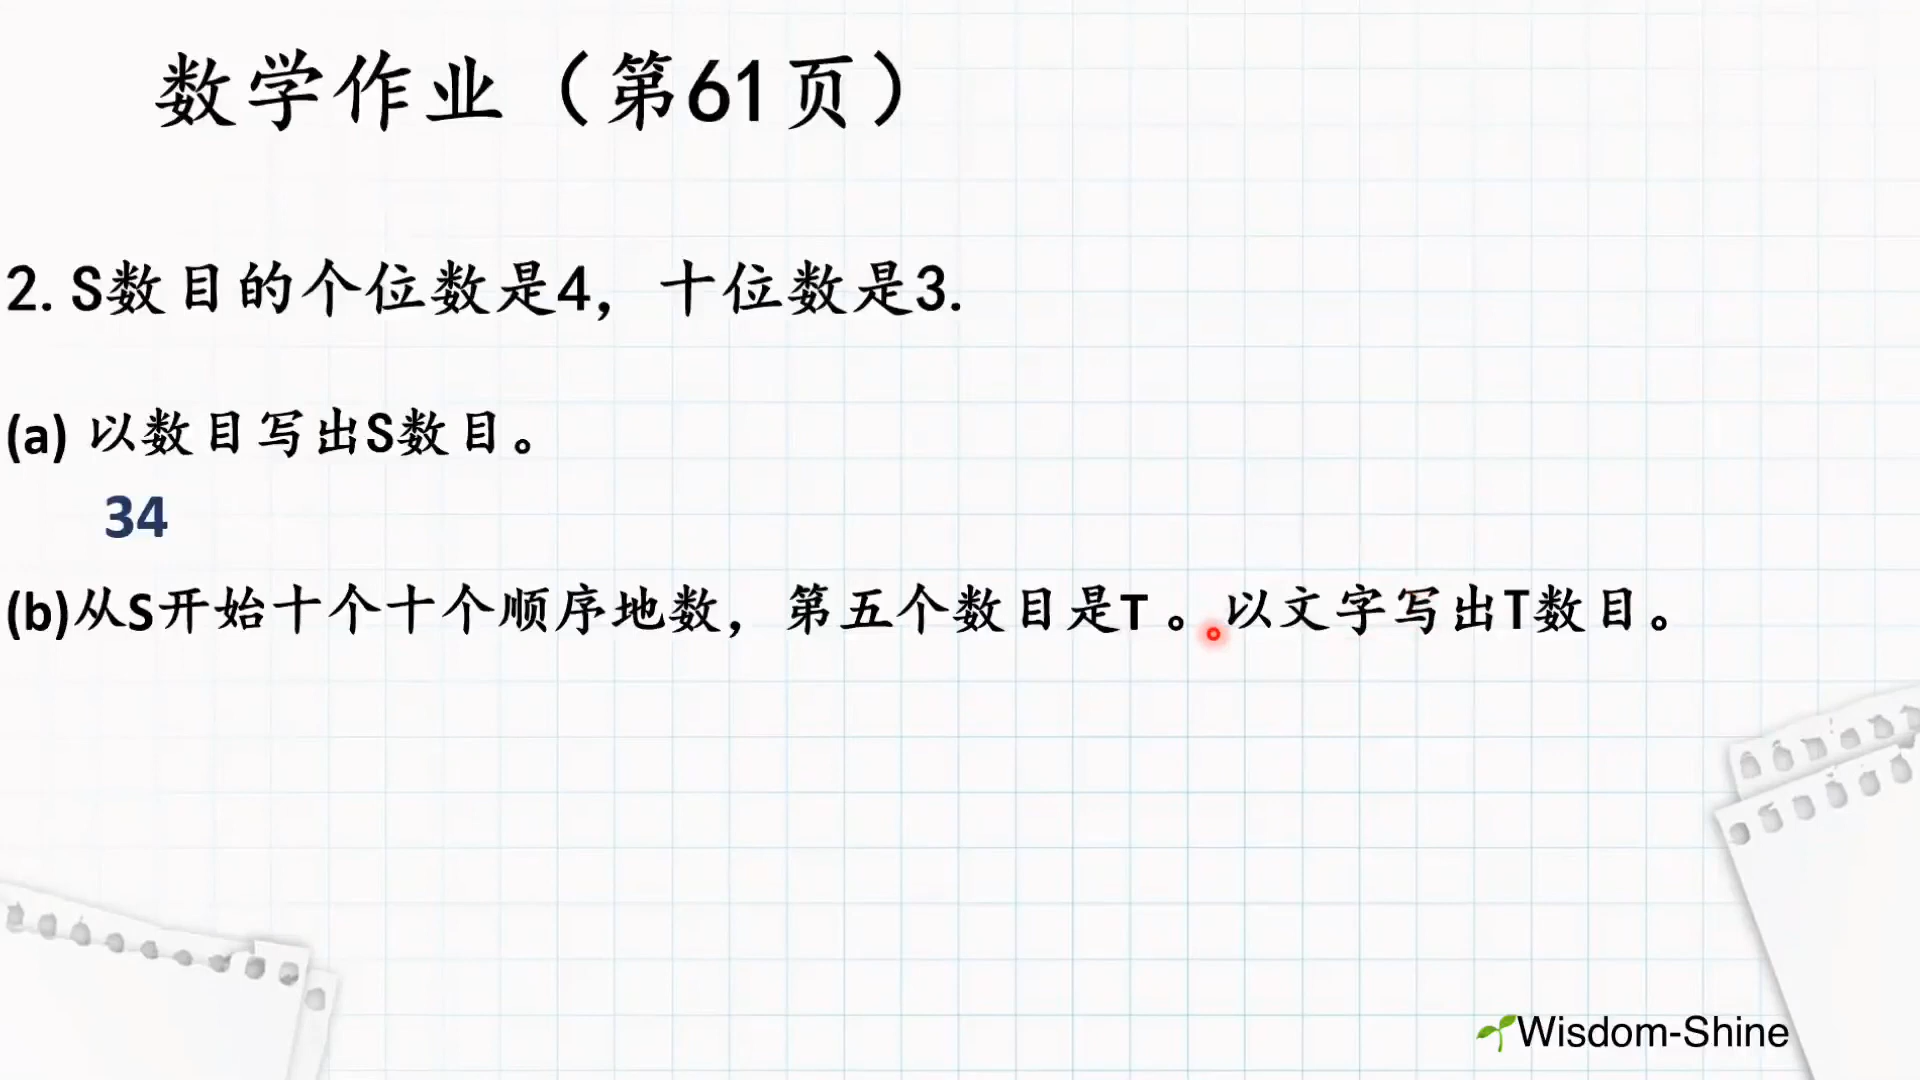 数学作业（第61页）
2. S数目的个位数是4，十位数是3.
(a) 以数目写出S数目。
34
(b)从S开始十个十个顺序地数，第五个数目是T。以文字写出T数目。
Wisdom-Shine